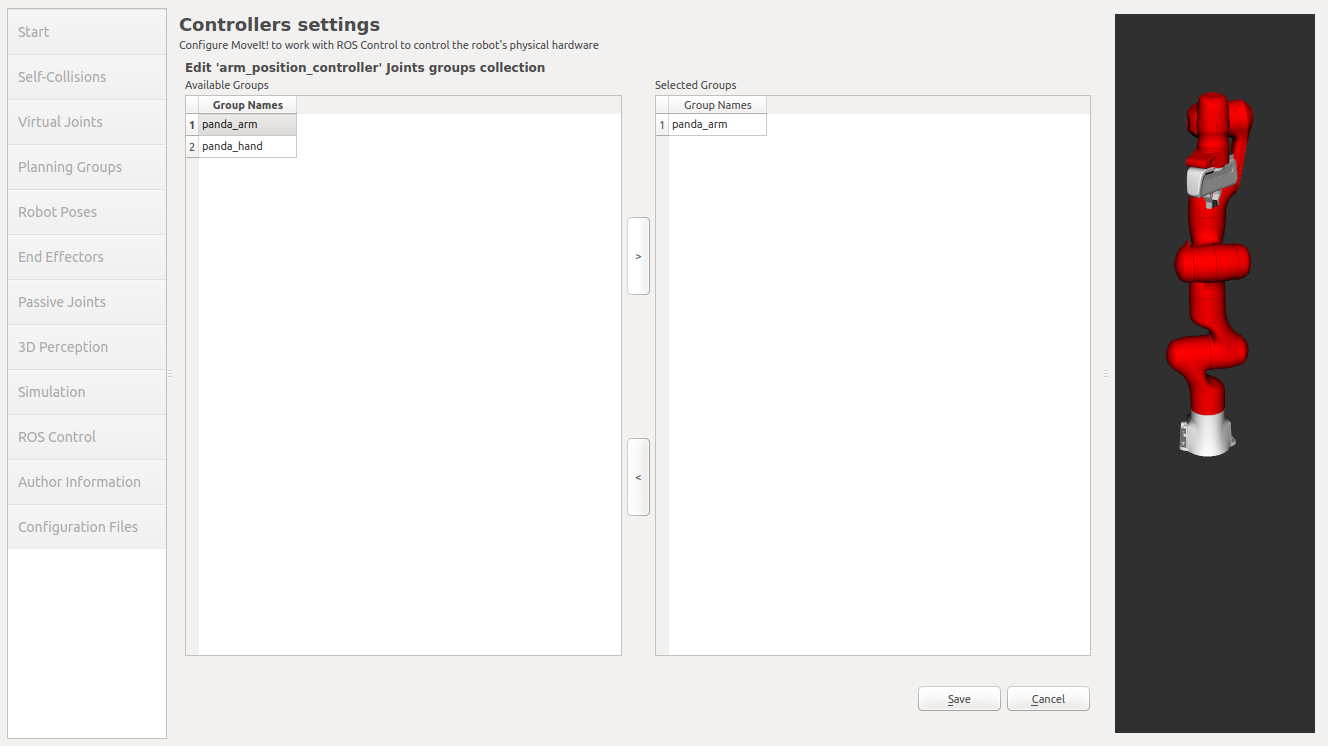 Start
Self-Collisions
Virtual Joints
Planning Groups
Robot Poses
End Effectors
Passive Joints
3D Perception
Simulation
ROS Control
Author Information
Configuration Files
Controllers settings
Configure MoveIt! to work with ROS Control to control the robot's physical hardware
Edit 'arm_position_controller' Joints groups collection
Available Groups
Group Names
1 panda_arm
2 panda_hand
>
<
Selected Groups
Group Names
1 panda_arm
Save
Cancel